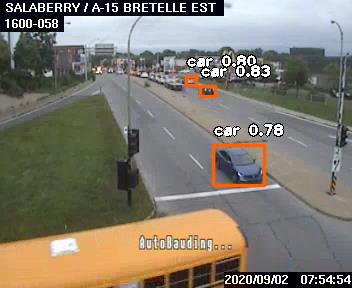 SALABERRY / A-15 BRETELLE EST
1600-058
car 0.80
car 0.83
car 0.78
AutoBauding...
2020/09/02 07:54:54